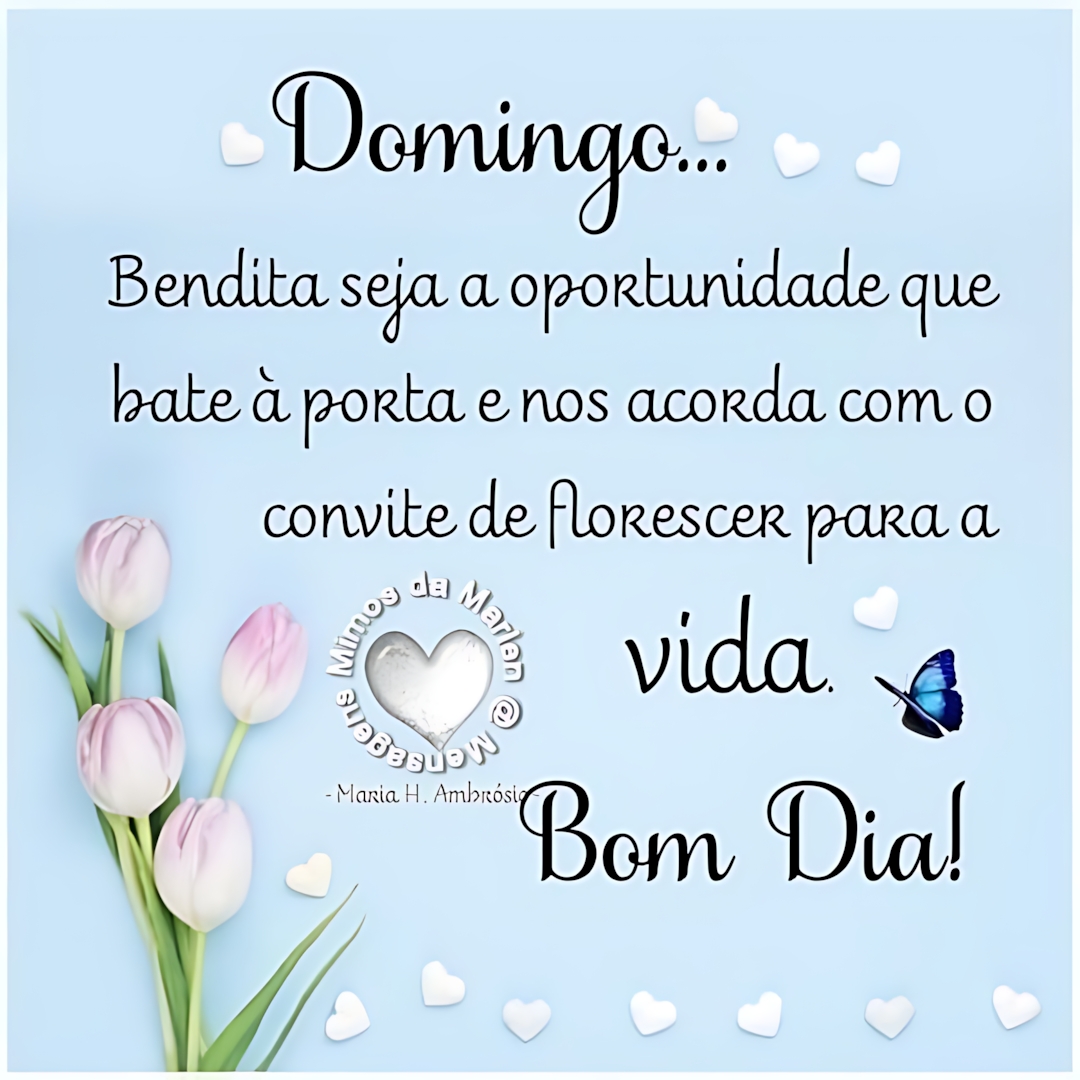 Domingo...
Bendita seja a oportunidade que
bate à porta e nos acorda com o
convite de florescer para a
vida.
Mimos da Marlen @ Mensagens
- Maria H. Ambrósio -
Bom Dia!